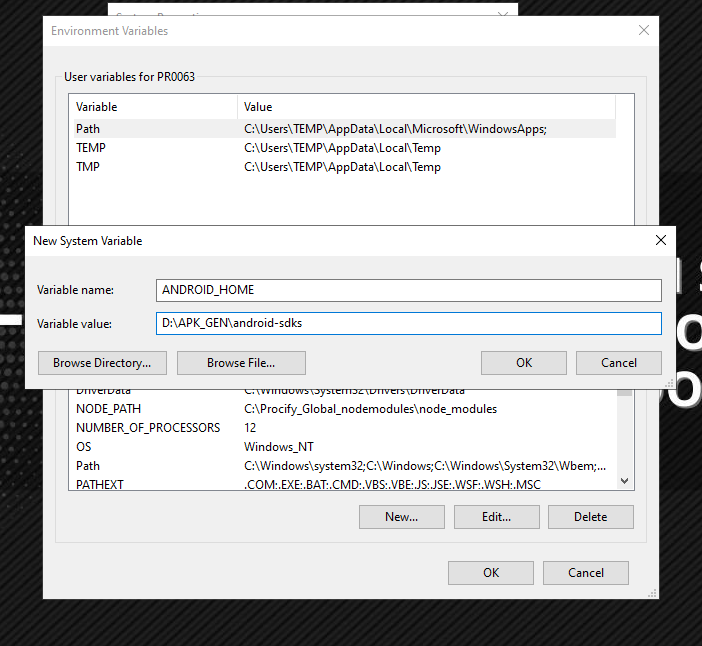 Environment Variables
User variables for PR0063
Variable Value
Path C:\Users\TEMP\AppData\Local\Microsoft\WindowsApps;
TEMP C:\Users\TEMP\AppData\Local\Temp
TMP C:\Users\TEMP\AppData\Local\Temp
New System Variable
Variable name: ANDROID_HOME
Variable value: D:\APK_GEN\android-sdks
Browse Directory... Browse File... OK Cancel
DriverData C:\Windows\System32\Drivers\DriverData
NODE_PATH C:\Procify_Global_nodemodules\node_modules
NUMBER_OF_PROCESSORS 12
OS Windows_NT
Path C:\Windows\system32;C:\Windows;C:\Windows\System32\Wbem;...
PATHEXT .COM;.EXE;.BAT;.CMD;.VBS;.VBE;.JS;.JSE;.WSF;.WSH;.MSC
New... Edit... Delete
OK Cancel